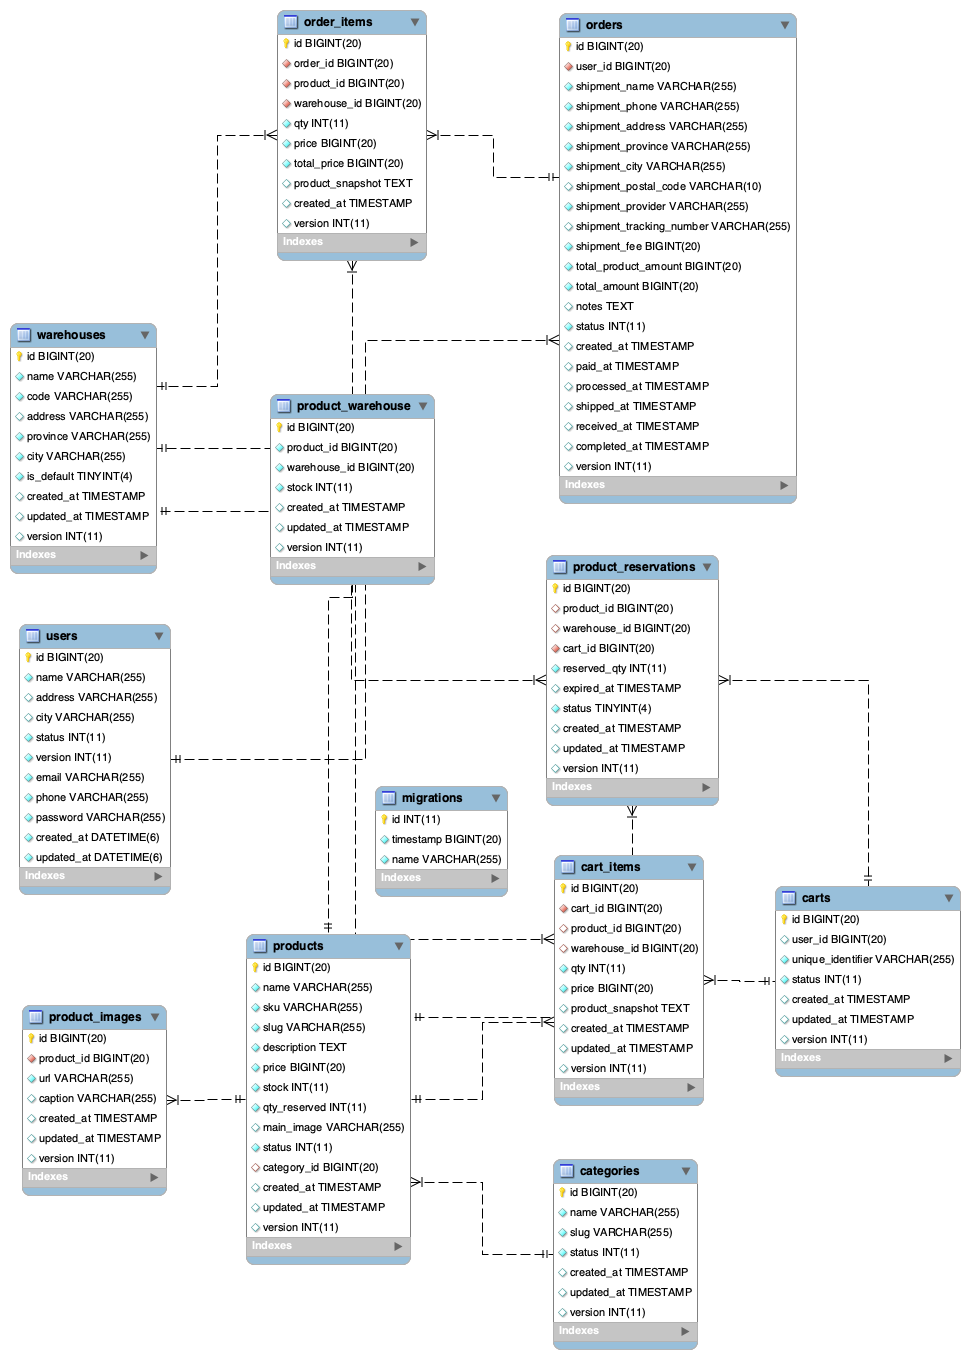 order_items
id BIGINT(20)
order_id BIGINT(20)
product_id BIGINT(20)
warehouse_id BIGINT(20)
qty INT(11)
price BIGINT(20)
total_price BIGINT(20)
product_snapshot TEXT
created_at TIMESTAMP
version INT(11)
Indexes
orders
id BIGINT(20)
user_id BIGINT(20)
shipment_name VARCHAR(255)
shipment_phone VARCHAR(255)
shipment_address VARCHAR(255)
shipment_province VARCHAR(255)
shipment_city VARCHAR(255)
shipment_postal_code VARCHAR(10)
shipment_provider VARCHAR(255)
shipment_tracking_number VARCHAR(255)
shipment_fee BIGINT(20)
total_product_amount BIGINT(20)
total_amount BIGINT(20)
notes TEXT
status INT(11)
created_at TIMESTAMP
paid_at TIMESTAMP
processed_at TIMESTAMP
shipped_at TIMESTAMP
received_at TIMESTAMP
completed_at TIMESTAMP
version INT(11)
Indexes
warehouses
id BIGINT(20)
name VARCHAR(255)
code VARCHAR(255)
address VARCHAR(255)
province VARCHAR(255)
city VARCHAR(255)
is_default TINYINT(4)
created_at TIMESTAMP
updated_at TIMESTAMP
version INT(11)
Indexes
product_warehouse
id BIGINT(20)
product_id BIGINT(20)
warehouse_id BIGINT(20)
stock INT(11)
created_at TIMESTAMP
updated_at TIMESTAMP
version INT(11)
Indexes
product_reservations
id BIGINT(20)
product_id BIGINT(20)
warehouse_id BIGINT(20)
cart_id BIGINT(20)
reserved_qty INT(11)
expired_at TIMESTAMP
status TINYINT(4)
created_at TIMESTAMP
updated_at TIMESTAMP
version INT(11)
Indexes
users
id BIGINT(20)
name VARCHAR(255)
address VARCHAR(255)
city VARCHAR(255)
status INT(11)
version INT(11)
email VARCHAR(255)
phone VARCHAR(255)
password VARCHAR(255)
created_at DATETIME(6)
updated_at DATETIME(6)
Indexes
migrations
id INT(11)
timestamp BIGINT(20)
name VARCHAR(255)
Indexes
cart_items
id BIGINT(20)
cart_id BIGINT(20)
product_id BIGINT(20)
warehouse_id BIGINT(20)
qty INT(11)
price BIGINT(20)
product_snapshot TEXT
created_at TIMESTAMP
updated_at TIMESTAMP
version INT(11)
Indexes
carts
id BIGINT(20)
user_id BIGINT(20)
unique_identifier VARCHAR(255)
status INT(11)
created_at TIMESTAMP
updated_at TIMESTAMP
version INT(11)
Indexes
products
id BIGINT(20)
name VARCHAR(255)
sku VARCHAR(255)
slug VARCHAR(255)
description TEXT
price BIGINT(20)
stock INT(11)
qty_reserved INT(11)
main_image VARCHAR(255)
status INT(11)
category_id BIGINT(20)
created_at TIMESTAMP
updated_at TIMESTAMP
version INT(11)
Indexes
product_images
id BIGINT(20)
product_id BIGINT(20)
url VARCHAR(255)
caption VARCHAR(255)
created_at TIMESTAMP
updated_at TIMESTAMP
version INT(11)
Indexes
categories
id BIGINT(20)
name VARCHAR(255)
slug VARCHAR(255)
status INT(11)
created_at TIMESTAMP
updated_at TIMESTAMP
version INT(11)
Indexes